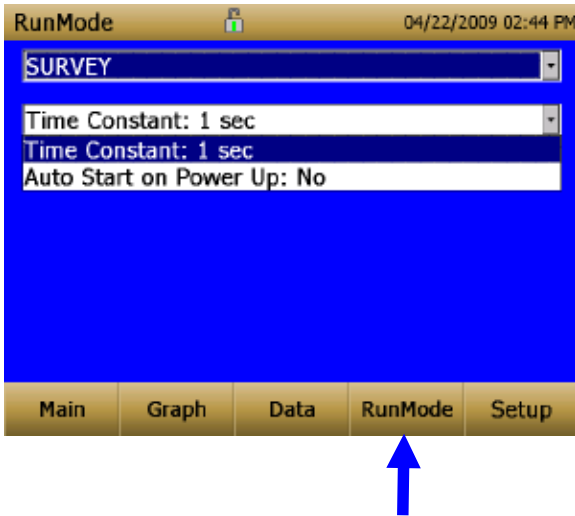 RunMode 04/22/2009 02:44 PM
SURVEY
Time Constant: 1 sec
Time Constant: 1 sec
Auto Start on Power Up: No
Main Graph Data RunMode Setup